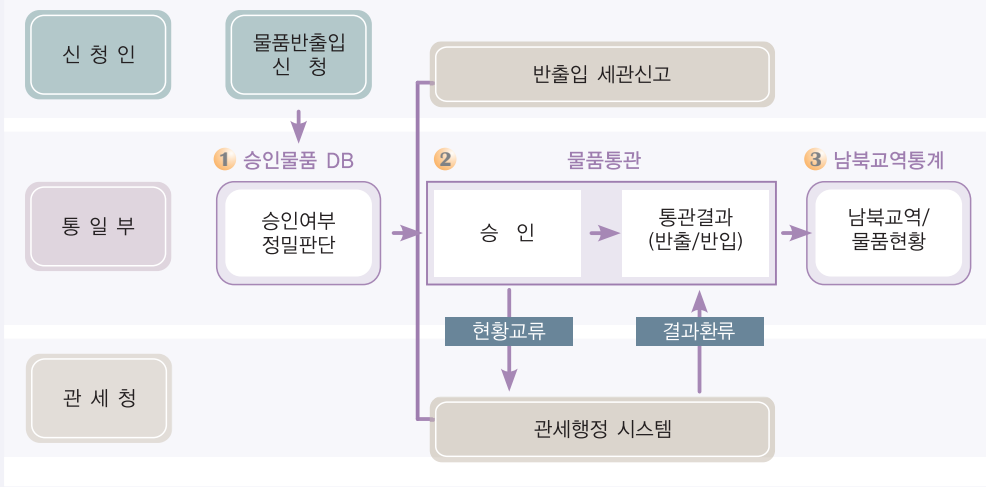 신 청 인
물품반출입
신 청
반출입 세관신고
1 승인물품 DB
2 물품통관
3 남북교역통계
통 일 부
승인여부
정밀판단
승 인
통관결과
(반출/반입)
남북교역/
물품현황
현황교류
결과환류
관 세 청
관세행정 시스템